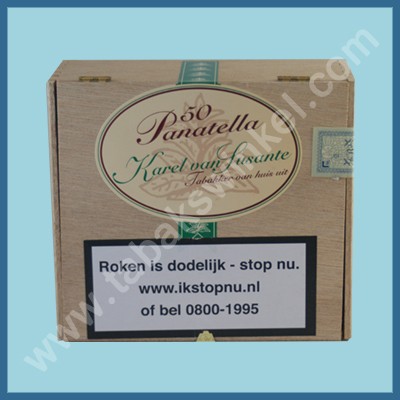 50
Panatella
Karel van Lusante
Tabakker van huis uit
Roken is dodelijk - stop nu.
www.ikstopnu.nl
of bel 0800-1995
www.tabakswinkel.com